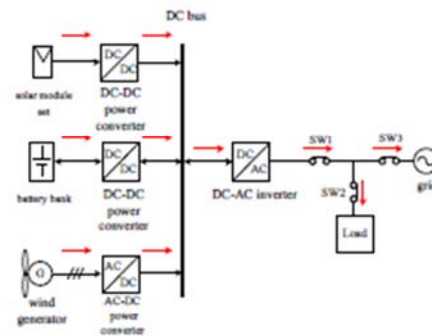 DC bus
DC
DC
solar module
set
DC-DC
power
converter
DC
DC
battery bank
DC-DC
power
converter
G
AC
DC
wind
generator
AC-DC
power
converter
DC
AC
DC-AC inverter
SW1
SW3
SW2
grid
Load